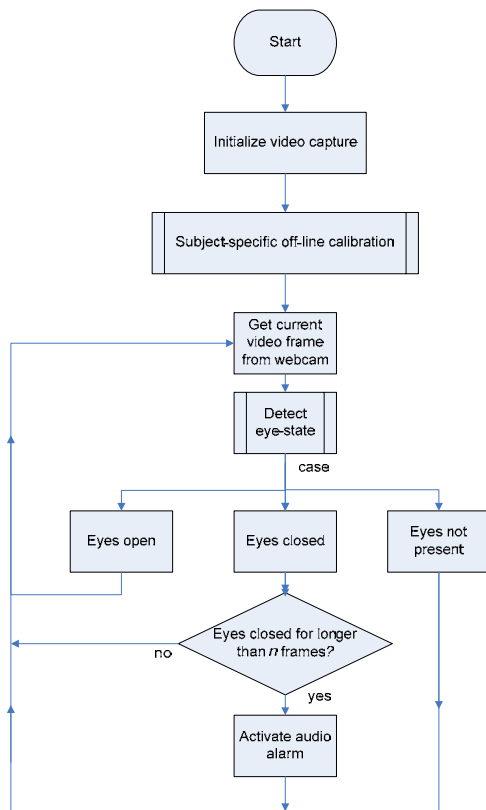 Start
Initialize video capture
Subject-specific off-line calibration
Get current
video frame
from webcam
Detect
eye-state
case
Eyes open
Eyes closed
Eyes not
present
Eyes closed for longer
than n frames?
no
yes
Activate audio
alarm